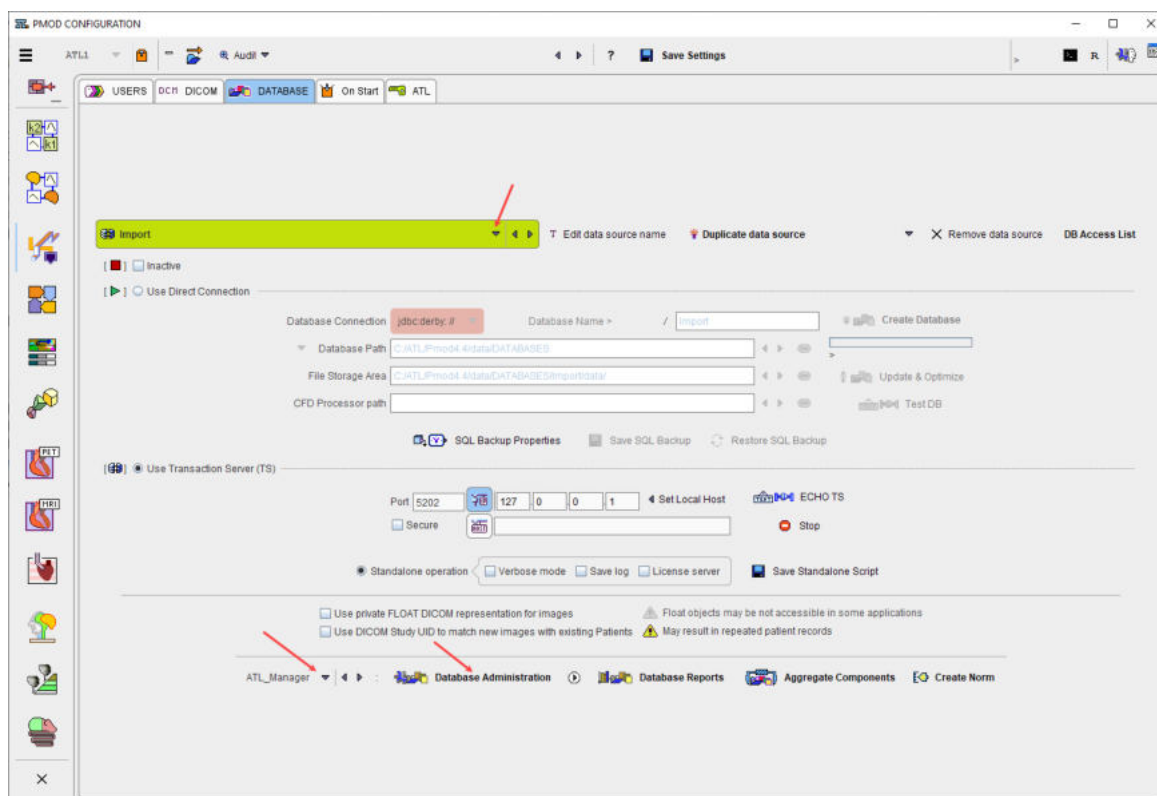 PMOD CONFIGURATION
ATL1 Audit ? Save Settings > R
USERS DCM DICOM DATABASE On Start ATL
Import T Edit data source name Duplicate data source Remove data source DB Access List
[ ] Inactive
[ ] Use Direct Connection
Database Connection jdbc:derby: // Database Name > / Import Create Database
Database Path C:/ATL/Pmod4.4/data/DATABASES >
File Storage Area C:/ATL/Pmod4.4/data/DATABASES/Import/data/ Update & Optimize
CFD Processor path Test DB
SQL Backup Properties Save SQL Backup Restore SQL Backup
[ ] Use Transaction Server (TS)
Port 5202 127 0 0 1 Set Local Host ECHO TS
Secure Stop
Standalone operation Verbose mode Save log License server Save Standalone Script
Use private FLOAT DICOM representation for images Float objects may be not accessible in some applications
Use DICOM Study UID to match new images with existing Patients May result in repeated patient records
ATL_Manager : Database Administration Database Reports Aggregate Components Create Norm
k2 k1
PET
MRI